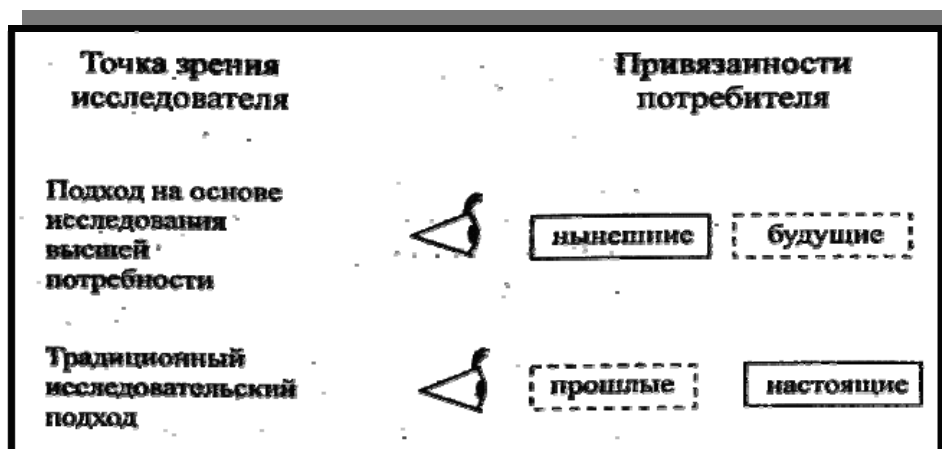 Точка зрения
исследователя
Привязанности
потребителя
Подход на основе
исследования
высшей
потребности
нынешние
будущие
Традиционный
исследовательский
подход
прошлые
настоящие